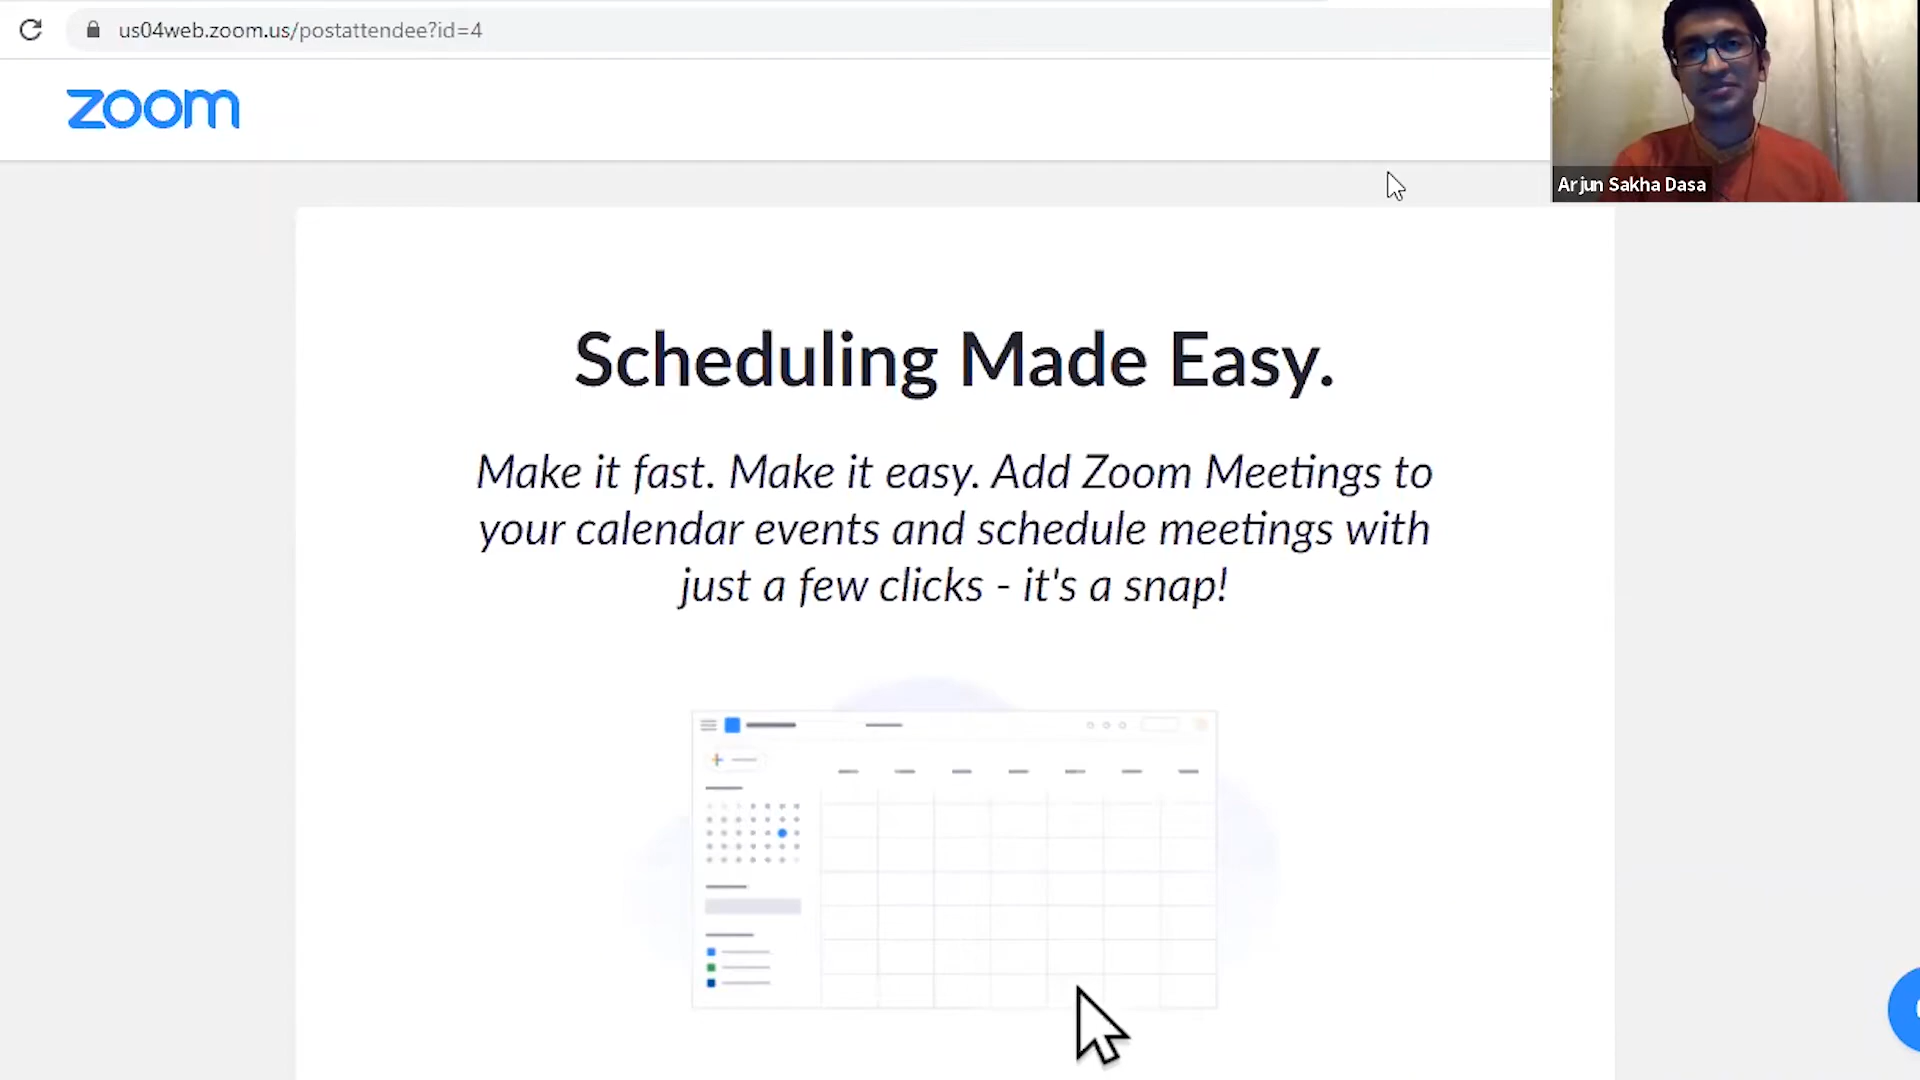 us04web.zoom.us/postattendee?id=4
zoom
Arjun Sakha Dasa
Scheduling Made Easy.
Make it fast. Make it easy. Add Zoom Meetings to
your calendar events and schedule meetings with
just a few clicks - it's a snap!